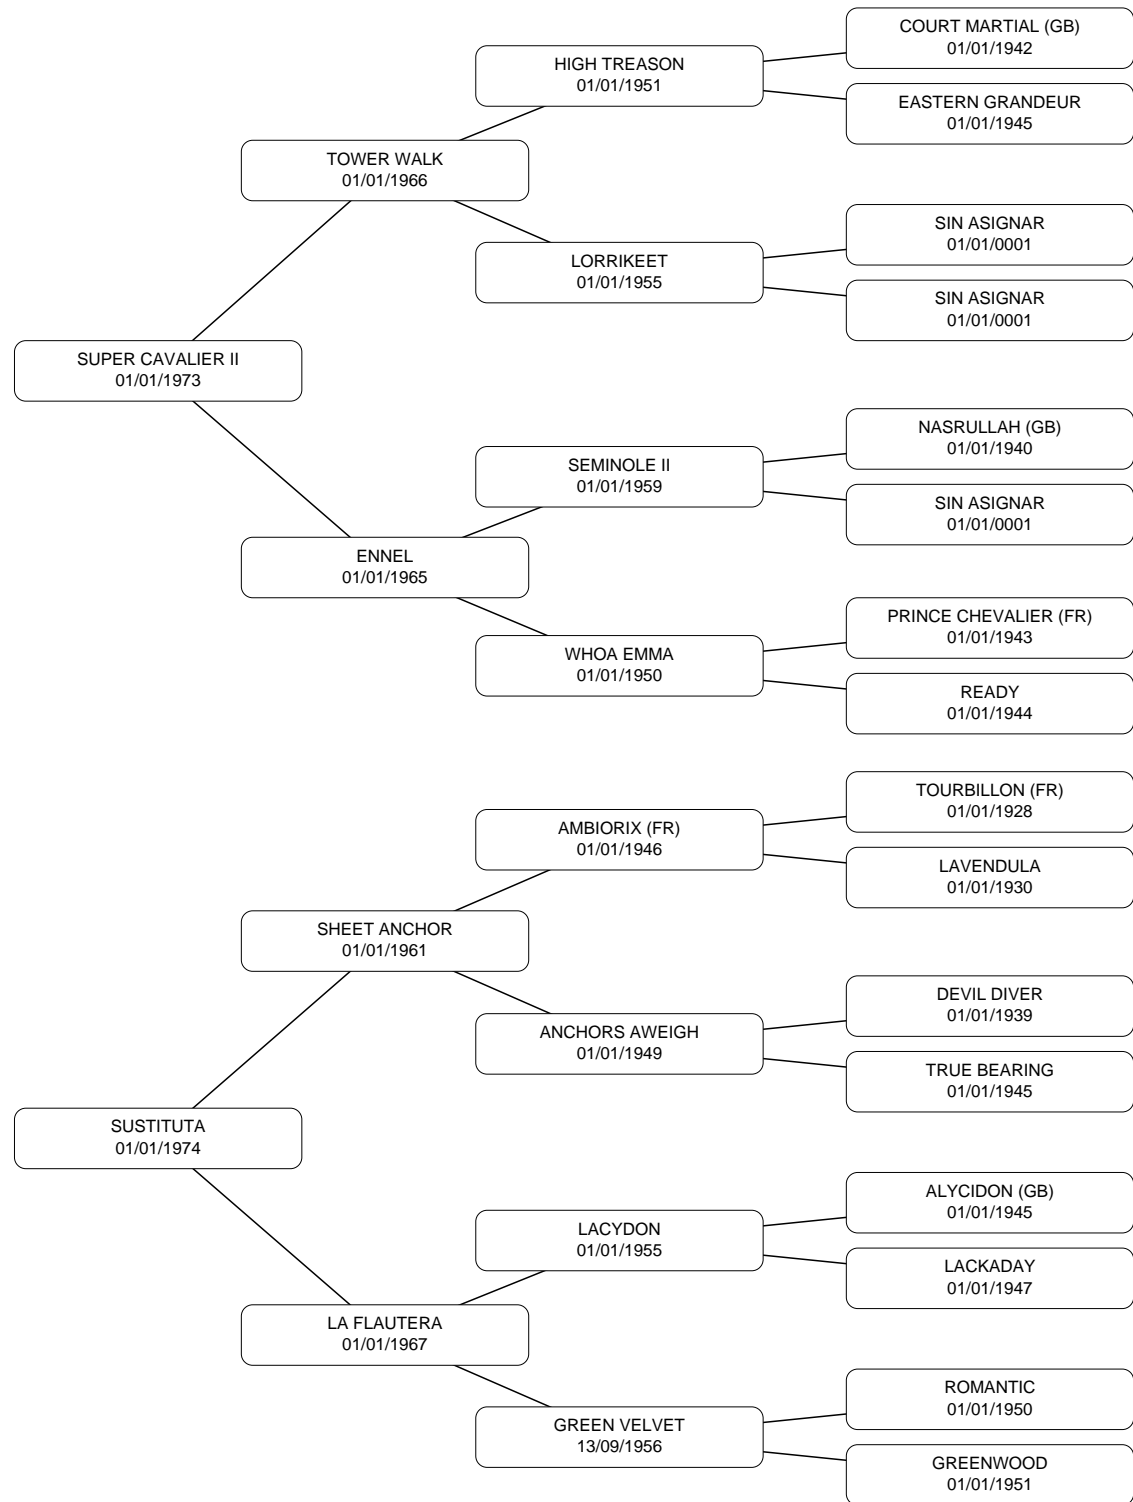 COURT MARTIAL (GB)
01/01/1942
HIGH TREASON
01/01/1951
EASTERN GRANDEUR
01/01/1945
TOWER WALK
01/01/1966
SIN ASIGNAR
01/01/0001
LORRIKEET
01/01/1955
SIN ASIGNAR
01/01/0001
SUPER CAVALIER II
01/01/1973
NASRULLAH (GB)
01/01/1940
SEMINOLE II
01/01/1959
SIN ASIGNAR
01/01/0001
ENNEL
01/01/1965
PRINCE CHEVALIER (FR)
01/01/1943
WHOA EMMA
01/01/1950
READY
01/01/1944
TOURBILLON (FR)
01/01/1928
AMBIORIX (FR)
01/01/1946
LAVENDULA
01/01/1930
SHEET ANCHOR
01/01/1961
DEVIL DIVER
01/01/1939
ANCHORS AWEIGH
01/01/1949
TRUE BEARING
01/01/1945
SUSTITUTA
01/01/1974
ALYCIDON (GB)
01/01/1945
LACYDON
01/01/1955
LACKADAY
01/01/1947
LA FLAUTERA
01/01/1967
ROMANTIC
01/01/1950
GREEN VELVET
13/09/1956
GREENWOOD
01/01/1951